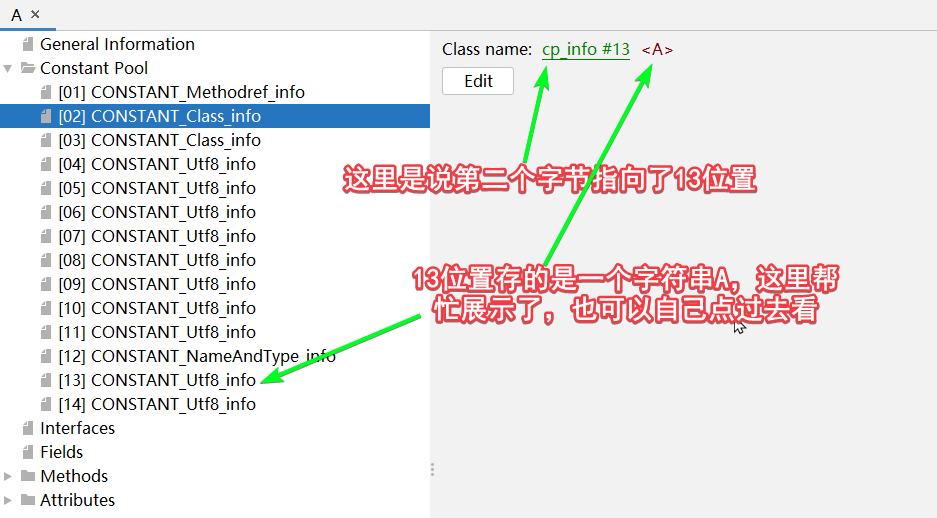 A ×
General Information
Constant Pool
[01] CONSTANT_Methodref_info
[02] CONSTANT_Class_info
[03] CONSTANT_Class_info
[04] CONSTANT_Utf8_info
[05] CONSTANT_Utf8_info
[06] CONSTANT_Utf8_info
[07] CONSTANT_Utf8_info
[08] CONSTANT_Utf8_info
[09] CONSTANT_Utf8_info
[10] CONSTANT_Utf8_info
[11] CONSTANT_Utf8_info
[12] CONSTANT_NameAndType_info
[13] CONSTANT_Utf8_info
[14] CONSTANT_Utf8_info
Interfaces
Fields
Methods
Attributes
Class name: cp_info #13 <A>
Edit
这里是说第二个字节指向了13位置
13位置存的是一个字符串A，这里帮
忙展示了，也可以自己点过去看